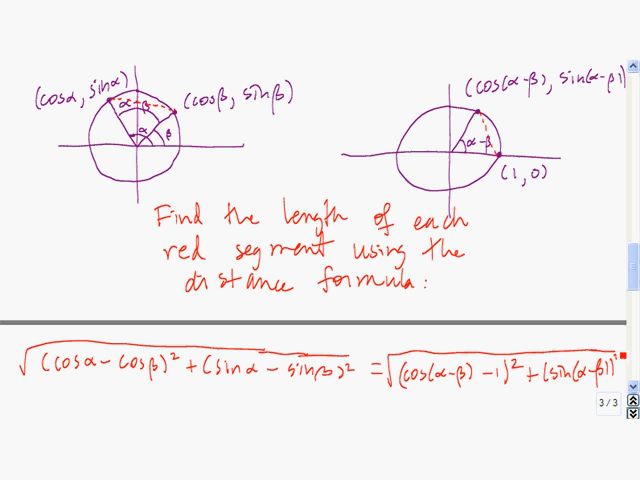 (cosα, sinα)
(cosβ, sinβ)
α-β
α
β
(cos(α-β), sin(α-β))
α-β
(1, 0)
Find the length of each
red segment using the
distance formula:
√(cosα - cosβ)² + (sinα - sinβ)² = √(cos(α-β) - 1)² + (sin(α-β))²
3 / 3